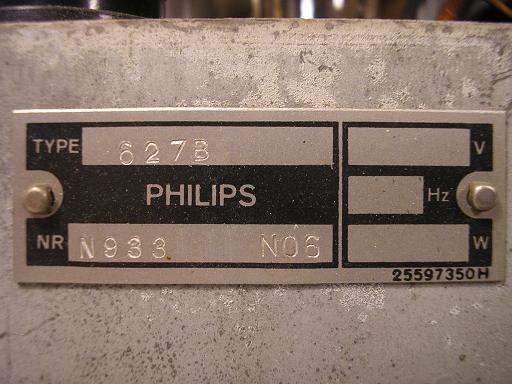 TYPE 627B V
PHILIPS Hz
NR N933 N06 W
25597350H